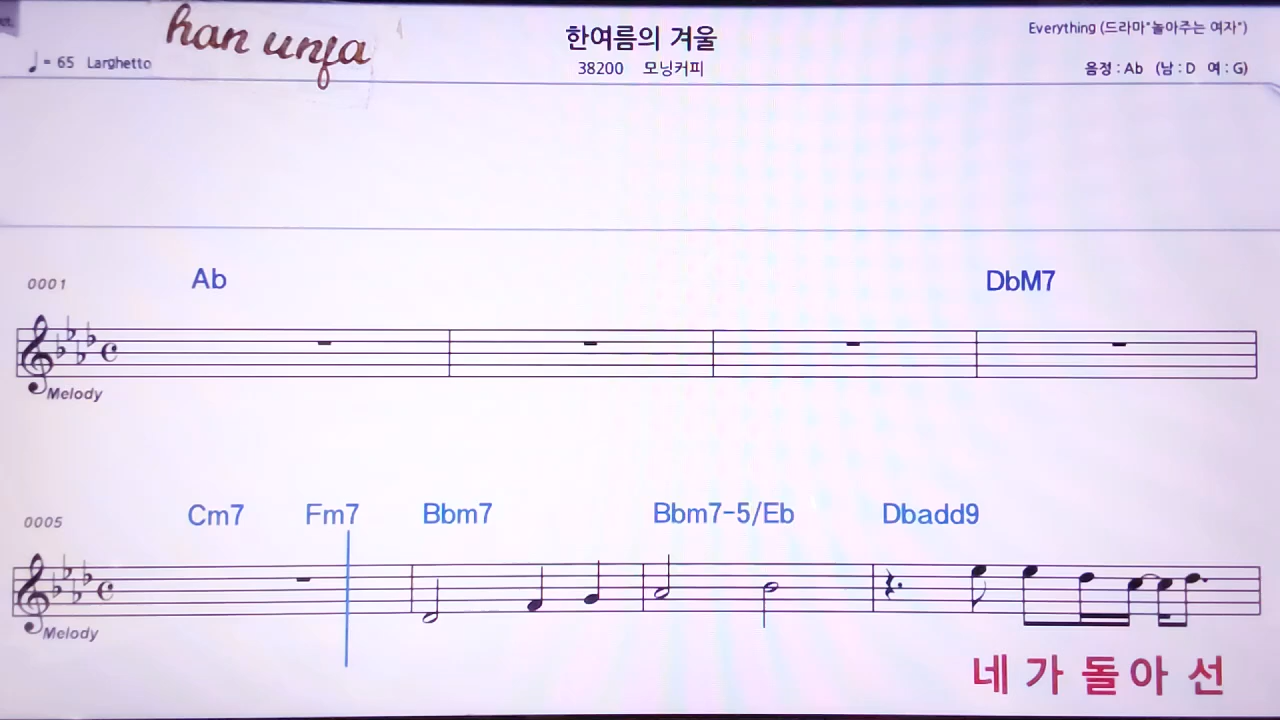 han unfa
한여름의 겨울
Everything (드라마"놀아주는 여자")
♩= 65 Larghetto
38200 모닝커피
음정 : Ab (남 : D 여 : G)
0001 Ab DbM7
Melody
0005 Cm7 Fm7 Bbm7 Bbm7-5/Eb Dbadd9
Melody
네 가 돌 아 선